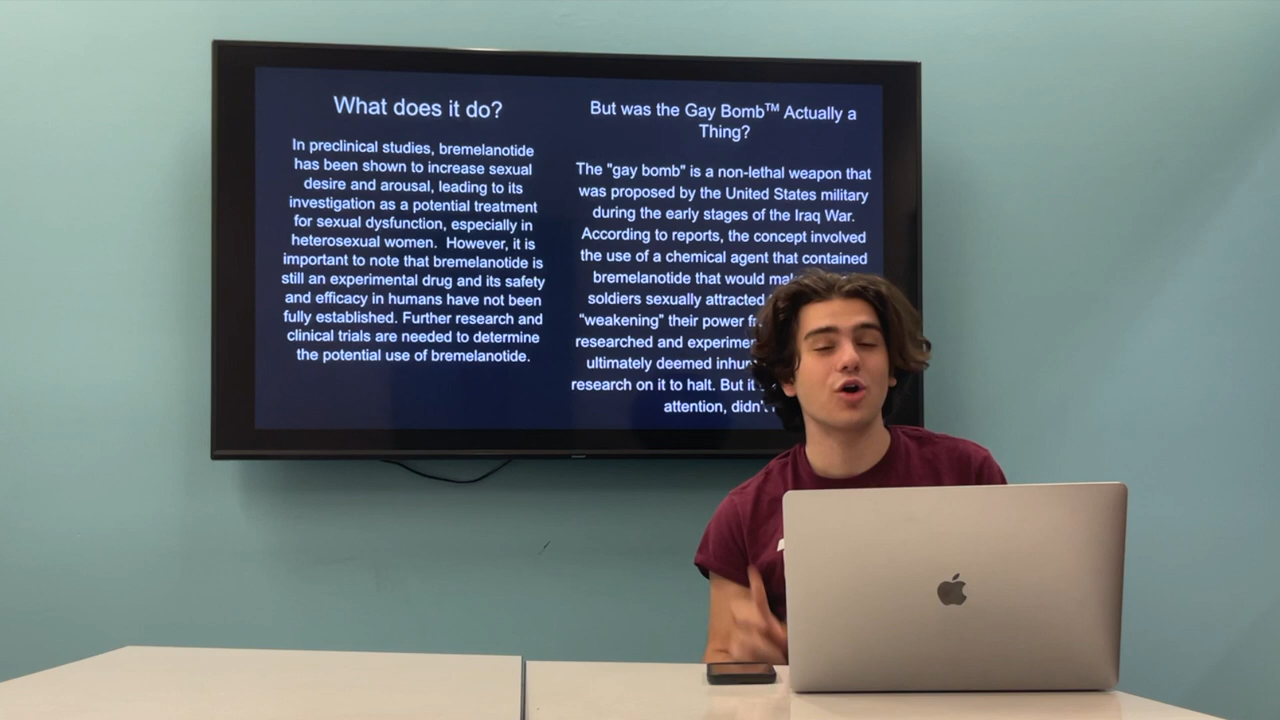 What does it do?
In preclinical studies, bremelanotide
has been shown to increase sexual
desire and arousal, leading to its
investigation as a potential treatment
for sexual dysfunction, especially in
heterosexual women. However, it is
important to note that bremelanotide is
still an experimental drug and its safety
and efficacy in humans have not been
fully established. Further research and
clinical trials are needed to determine
the potential use of bremelanotide.
But was the Gay Bomb™ Actually a
Thing?
The "gay bomb" is a non-lethal weapon that
was proposed by the United States military
during the early stages of the Iraq War.
According to reports, the concept involved
the use of a chemical agent that contained
bremelanotide that would
soldiers sexually attracted
"weakening" their power
researched and
ultimately deemed
research on it to halt. But it
attention,